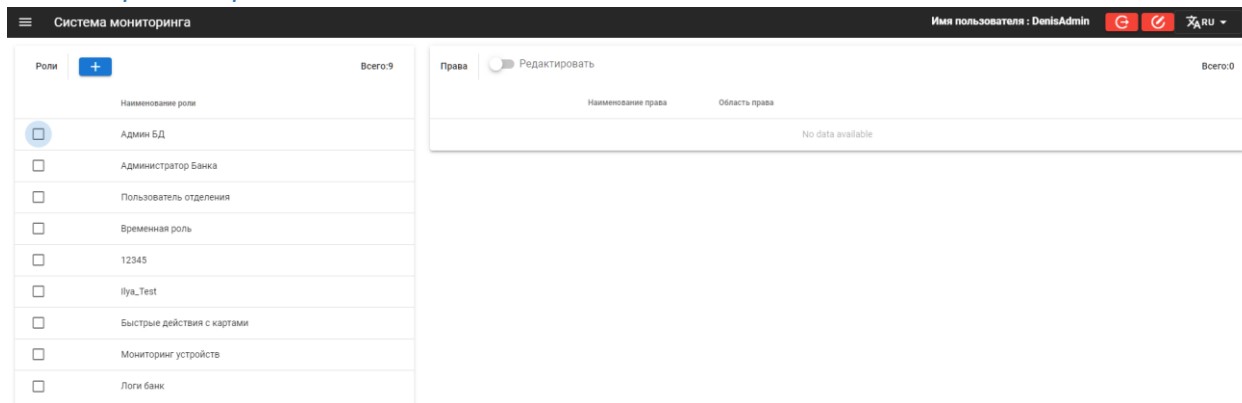 Система мониторинга Имя пользователя : DenisAdmin RU
Роли + Всего:9
Наименование роли
Админ БД
Администратор Банка
Пользователь отделения
Временная роль
12345
Ilya_Test
Быстрые действия с картами
Мониторинг устройств
Логи банк
Права Редактировать Всего:0
Наименование права Область права
No data available